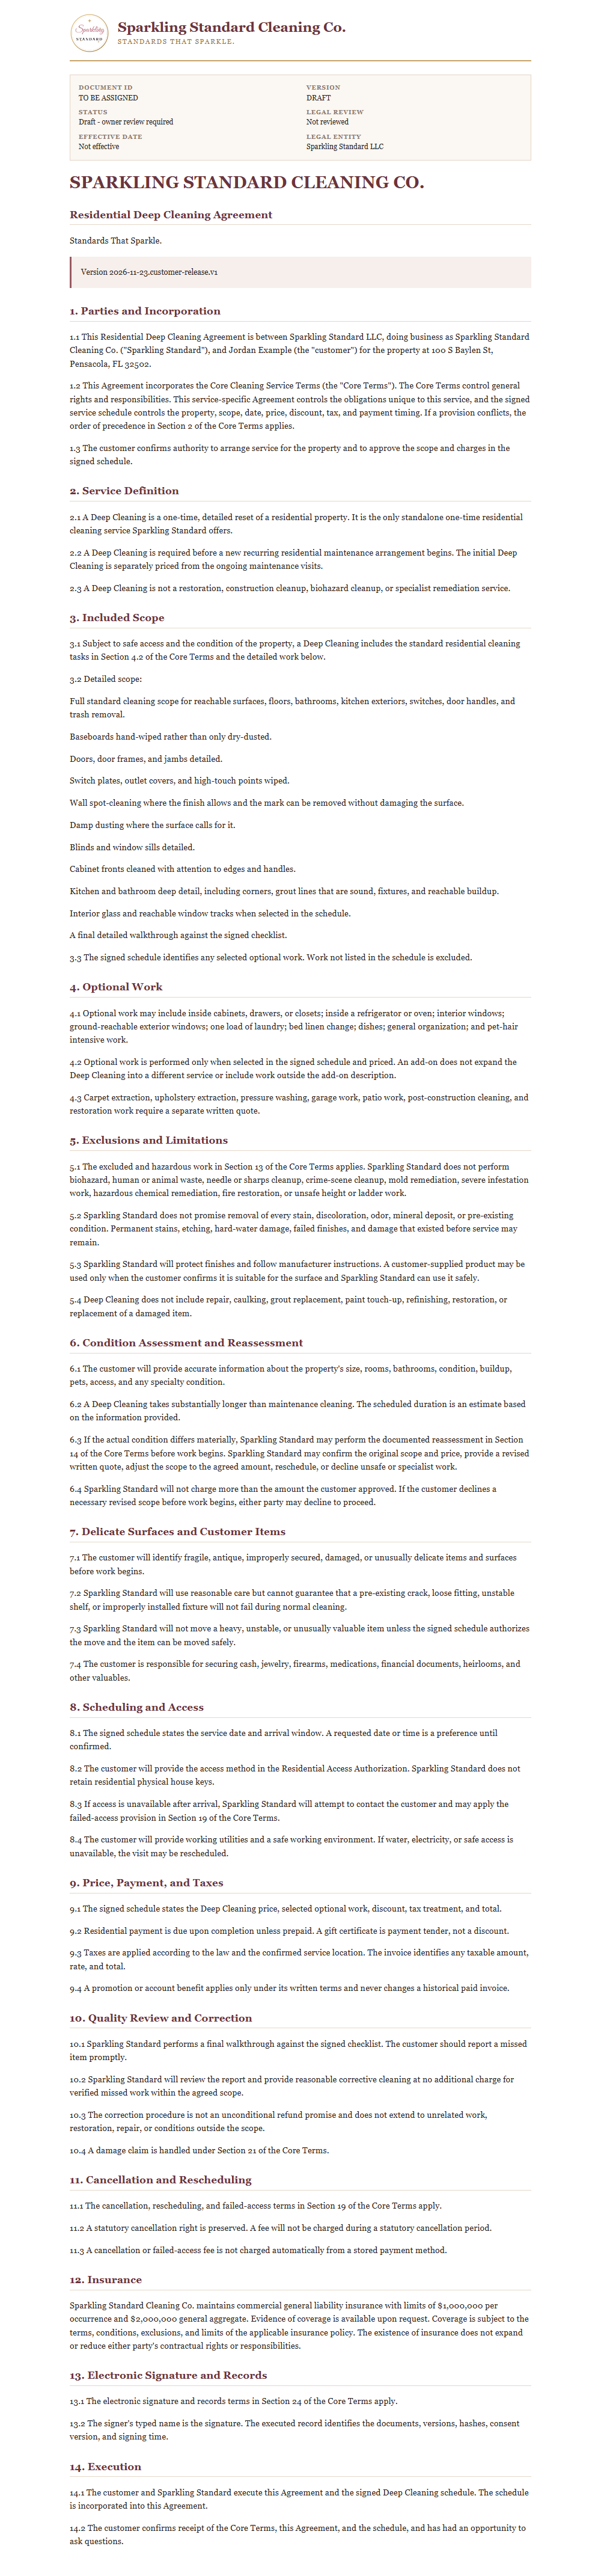 Sparkling
STANDARD
Sparkling Standard Cleaning Co.
STANDARDS THAT SPARKLE.
DOCUMENT ID
TO BE ASSIGNED
VERSION
DRAFT
STATUS
Draft - owner review required
LEGAL REVIEW
Not reviewed
EFFECTIVE DATE
Not effective
LEGAL ENTITY
Sparkling Standard LLC
SPARKLING STANDARD CLEANING CO.
Residential Deep Cleaning Agreement
Standards That Sparkle.
Version 2026-11-23.customer-release.v1
1. Parties and Incorporation
1.1 This Residential Deep Cleaning Agreement is between Sparkling Standard LLC, doing business as Sparkling Standard
Cleaning Co. ("Sparkling Standard"), and Jordan Example (the "customer") for the property at 100 S Baylen St,
Pensacola, FL 32502.
1.2 This Agreement incorporates the Core Cleaning Service Terms (the "Core Terms"). The Core Terms control general
rights and responsibilities. This service-specific Agreement controls the obligations unique to this service, and the signed
service schedule controls the property, scope, date, price, discount, tax, and payment timing. If a provision conflicts, the
order of precedence in Section 2 of the Core Terms applies.
1.3 The customer confirms authority to arrange service for the property and to approve the scope and charges in the
signed schedule.
2. Service Definition
2.1 A Deep Cleaning is a one-time, detailed reset of a residential property. It is the only standalone one-time residential
cleaning service Sparkling Standard offers.
2.2 A Deep Cleaning is required before a new recurring residential maintenance arrangement begins. The initial Deep
Cleaning is separately priced from the ongoing maintenance visits.
2.3 A Deep Cleaning is not a restoration, construction cleanup, biohazard cleanup, or specialist remediation service.
3. Included Scope
3.1 Subject to safe access and the condition of the property, a Deep Cleaning includes the standard residential cleaning
tasks in Section 4.2 of the Core Terms and the detailed work below.
3.2 Detailed scope:
Full standard cleaning scope for reachable surfaces, floors, bathrooms, kitchen exteriors, switches, door handles, and
trash removal.
Baseboards hand-wiped rather than only dry-dusted.
Doors, door frames, and jambs detailed.
Switch plates, outlet covers, and high-touch points wiped.
Wall spot-cleaning where the finish allows and the mark can be removed without damaging the surface.
Damp dusting where the surface calls for it.
Blinds and window sills detailed.
Cabinet fronts cleaned with attention to edges and handles.
Kitchen and bathroom deep detail, including corners, grout lines that are sound, fixtures, and reachable buildup.
Interior glass and reachable window tracks when selected in the schedule.
A final detailed walkthrough against the signed checklist.
3.3 The signed schedule identifies any selected optional work. Work not listed in the schedule is excluded.
4. Optional Work
4.1 Optional work may include inside cabinets, drawers, or closets; inside a refrigerator or oven; interior windows;
ground-reachable exterior windows; one load of laundry; bed linen change; dishes; general organization; and pet-hair
intensive work.
4.2 Optional work is performed only when selected in the signed schedule and priced. An add-on does not expand the
Deep Cleaning into a different service or include work outside the add-on description.
4.3 Carpet extraction, upholstery extraction, pressure washing, garage work, patio work, post-construction cleaning, and
restoration work require a separate written quote.
5. Exclusions and Limitations
5.1 The excluded and hazardous work in Section 13 of the Core Terms applies. Sparkling Standard does not perform
biohazard, human or animal waste, needle or sharps cleanup, crime-scene cleanup, mold remediation, severe infestation
work, hazardous chemical remediation, fire restoration, or unsafe height or ladder work.
5.2 Sparkling Standard does not promise removal of every stain, discoloration, odor, mineral deposit, or pre-existing
condition. Permanent stains, etching, hard-water damage, failed finishes, and damage that existed before service may
remain.
5.3 Sparkling Standard will protect finishes and follow manufacturer instructions. A customer-supplied product may be
used only when the customer confirms it is suitable for the surface and Sparkling Standard can use it safely.
5.4 Deep Cleaning does not include repair, caulking, grout replacement, paint touch-up, refinishing, restoration, or
replacement of a damaged item.
6. Condition Assessment and Reassessment
6.1 The customer will provide accurate information about the property's size, rooms, bathrooms, condition, buildup,
pets, access, and any specialty condition.
6.2 A Deep Cleaning takes substantially longer than maintenance cleaning. The scheduled duration is an estimate based
on the information provided.
6.3 If the actual condition differs materially, Sparkling Standard may perform the documented reassessment in Section
14 of the Core Terms before work begins. Sparkling Standard may confirm the original scope and price, provide a revised
written quote, adjust the scope to the agreed amount, reschedule, or decline unsafe or specialist work.
6.4 Sparkling Standard will not charge more than the amount the customer approved. If the customer declines a
necessary revised scope before work begins, either party may decline to proceed.
7. Delicate Surfaces and Customer Items
7.1 The customer will identify fragile, antique, improperly secured, damaged, or unusually delicate items and surfaces
before work begins.
7.2 Sparkling Standard will use reasonable care but cannot guarantee that a pre-existing crack, loose fitting, unstable
shelf, or improperly installed fixture will not fail during normal cleaning.
7.3 Sparkling Standard will not move a heavy, unstable, or unusually valuable item unless the signed schedule authorizes
the move and the item can be moved safely.
7.4 The customer is responsible for securing cash, jewelry, firearms, medications, financial documents, heirlooms, and
other valuables.
8. Scheduling and Access
8.1 The signed schedule states the service date and arrival window. A requested date or time is a preference until
confirmed.
8.2 The customer will provide the access method in the Residential Access Authorization. Sparkling Standard does not
retain residential physical house keys.
8.3 If access is unavailable after arrival, Sparkling Standard will attempt to contact the customer and may apply the
failed-access provision in Section 19 of the Core Terms.
8.4 The customer will provide working utilities and a safe working environment. If water, electricity, or safe access is
unavailable, the visit may be rescheduled.
9. Price, Payment, and Taxes
9.1 The signed schedule states the Deep Cleaning price, selected optional work, discount, tax treatment, and total.
9.2 Residential payment is due upon completion unless prepaid. A gift certificate is payment tender, not a discount.
9.3 Taxes are applied according to the law and the confirmed service location. The invoice identifies any taxable amount,
rate, and total.
9.4 A promotion or account benefit applies only under its written terms and never changes a historical paid invoice.
10. Quality Review and Correction
10.1 Sparkling Standard performs a final walkthrough against the signed checklist. The customer should report a missed
item promptly.
10.2 Sparkling Standard will review the report and provide reasonable corrective cleaning at no additional charge for
verified missed work within the agreed scope.
10.3 The correction procedure is not an unconditional refund promise and does not extend to unrelated work,
restoration, repair, or conditions outside the scope.
10.4 A damage claim is handled under Section 21 of the Core Terms.
11. Cancellation and Rescheduling
11.1 The cancellation, rescheduling, and failed-access terms in Section 19 of the Core Terms apply.
11.2 A statutory cancellation right is preserved. A fee will not be charged during a statutory cancellation period.
11.3 A cancellation or failed-access fee is not charged automatically from a stored payment method.
12. Insurance
Sparkling Standard Cleaning Co. maintains commercial general liability insurance with limits of $1,000,000 per
occurrence and $2,000,000 general aggregate. Evidence of coverage is available upon request. Coverage is subject to the
terms, conditions, exclusions, and limits of the applicable insurance policy. The existence of insurance does not expand
or reduce either party's contractual rights or responsibilities.
13. Electronic Signature and Records
13.1 The electronic signature and records terms in Section 24 of the Core Terms apply.
13.2 The signer's typed name is the signature. The executed record identifies the documents, versions, hashes, consent
version, and signing time.
14. Execution
14.1 The customer and Sparkling Standard execute this Agreement and the signed Deep Cleaning schedule. The schedule
is incorporated into this Agreement.
14.2 The customer confirms receipt of the Core Terms, this Agreement, and the schedule, and has had an opportunity to
ask questions.